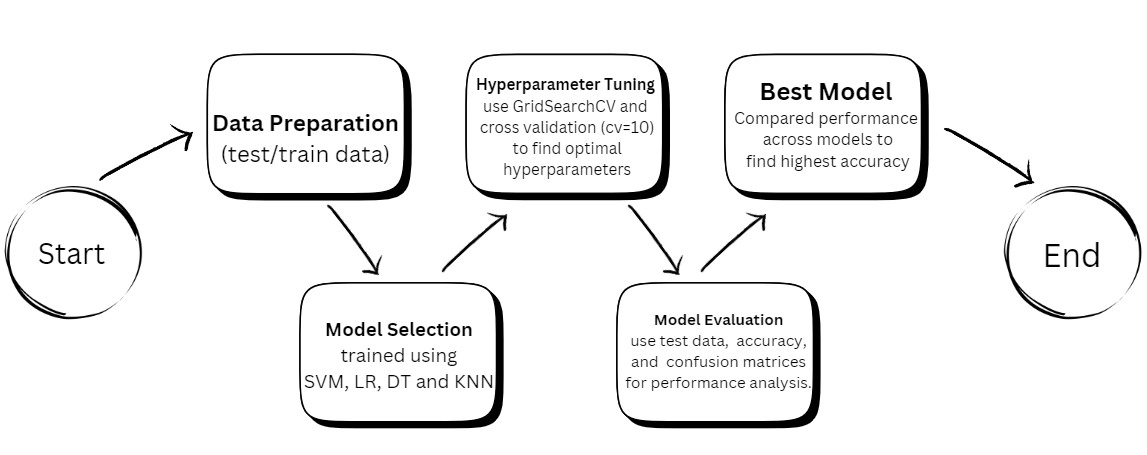 Start
Data Preparation
(test/train data)
Model Selection
trained using
SVM, LR, DT and KNN
Hyperparameter Tuning
use GridSearchCV and
cross validation (cv=10)
to find optimal
hyperparameters
Model Evaluation
use test data, accuracy,
and confusion matrices
for performance analysis.
Best Model
Compared performance
across models to
find highest accuracy
End